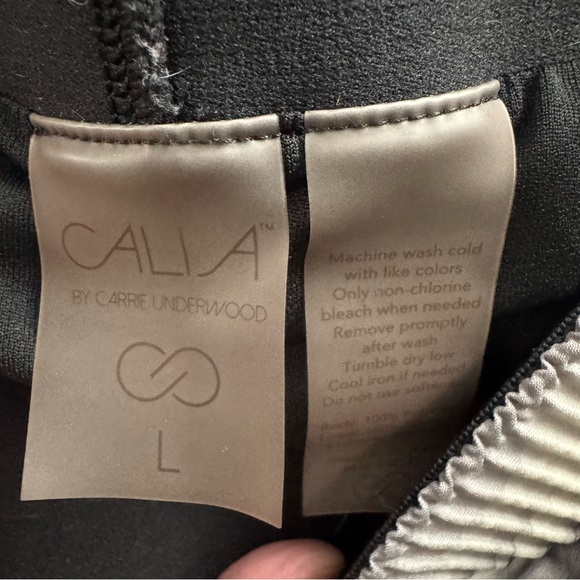 CALIA™
BY CARRIE UNDERWOOD
L
Machine wash cold
with like colors
Only non-chlorine
bleach when needed
Remove promptly
after wash
Tumble dry low
Cool iron if needed
Do not use
100%